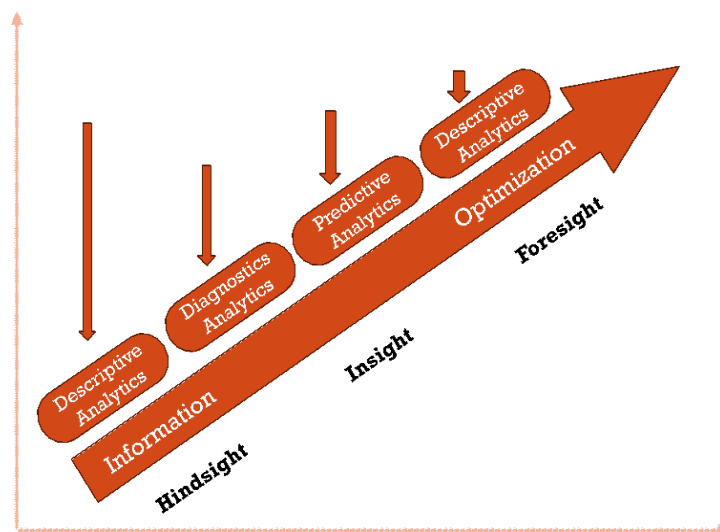 Descriptive
Analytics
Diagnostics
Analytics
Predictive
Analytics
Descriptive
Analytics
Information
Optimization
Hindsight
Insight
Foresight